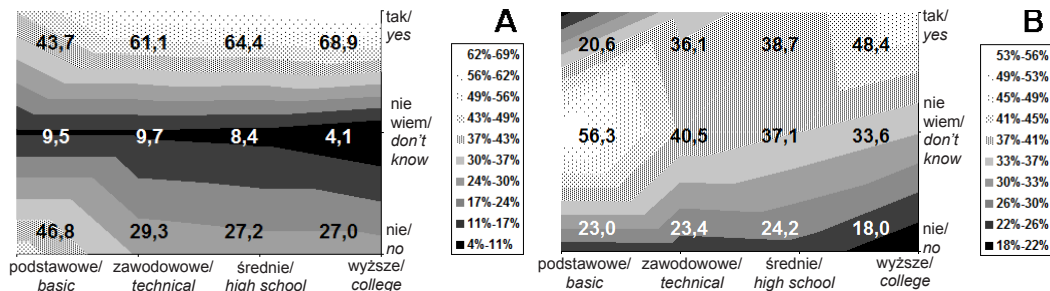 A
43,7 61,1 64,4 68,9
tak/
yes
9,5 9,7 8,4 4,1
nie
wiem/
don't
know
46,8 29,3 27,2 27,0
nie/
no
podstawowe/ zawodowowe/ średnie/ wyższe/
basic technical high school college
62%-69%
56%-62%
49%-56%
43%-49%
37%-43%
30%-37%
24%-30%
17%-24%
11%-17%
4%-11%
B
20,6 36,1 38,7 48,4
tak/
yes
56,3 40,5 37,1 33,6
nie
wiem/
don't
know
23,0 23,4 24,2 18,0
nie/
no
podstawowe/ zawodowowe/ średnie/ wyższe/
basic technical high school college
53%-56%
49%-53%
45%-49%
41%-45%
37%-41%
33%-37%
30%-33%
26%-30%
22%-26%
18%-22%